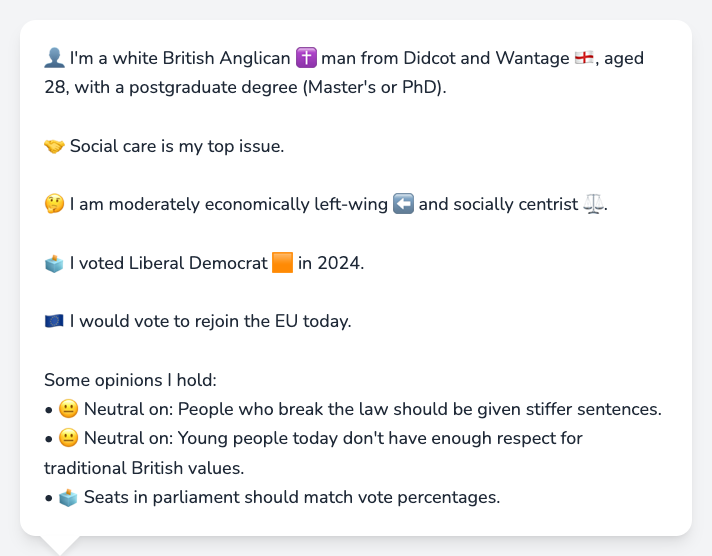 👤 I'm a white British Anglican ✝️ man from Didcot and Wantage 🏴󠁧󠁢󠁥󠁮󠁧󠁿, aged
28, with a postgraduate degree (Master's or PhD).
🤝 Social care is my top issue.
🤔 I am moderately economically left-wing ⬅️ and socially centrist ⚖️.
🗳️ I voted Liberal Democrat 🟧 in 2024.
🇪🇺 I would vote to rejoin the EU today.
Some opinions I hold:
• 😐 Neutral on: People who break the law should be given stiffer sentences.
• 😐 Neutral on: Young people today don't have enough respect for
traditional British values.
• 🗳️ Seats in parliament should match vote percentages.